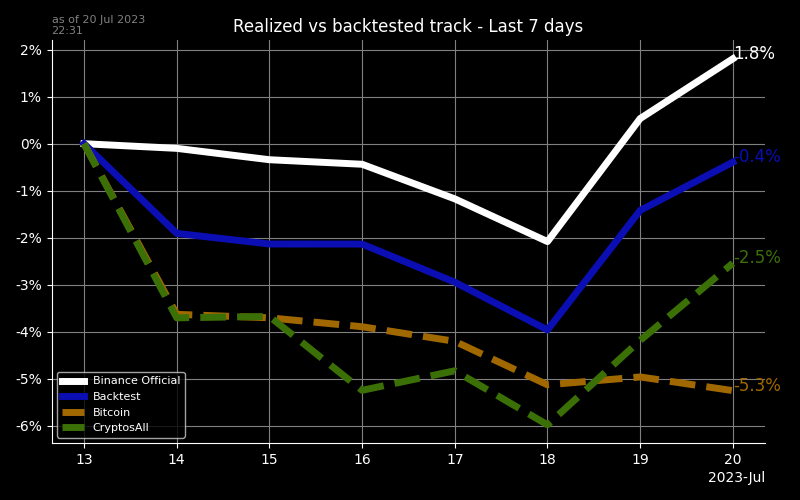 as of 20 Jul 2023
22:31
Realized vs backtested track - Last 7 days
2%
1%
0%
-1%
-2%
-3%
-4%
-5%
-6%
1.8%
-0.4%
-2.5%
-5.3%
Binance Official
Backtest
Bitcoin
CryptosAll
13 14 15 16 17 18 19 20
2023-Jul